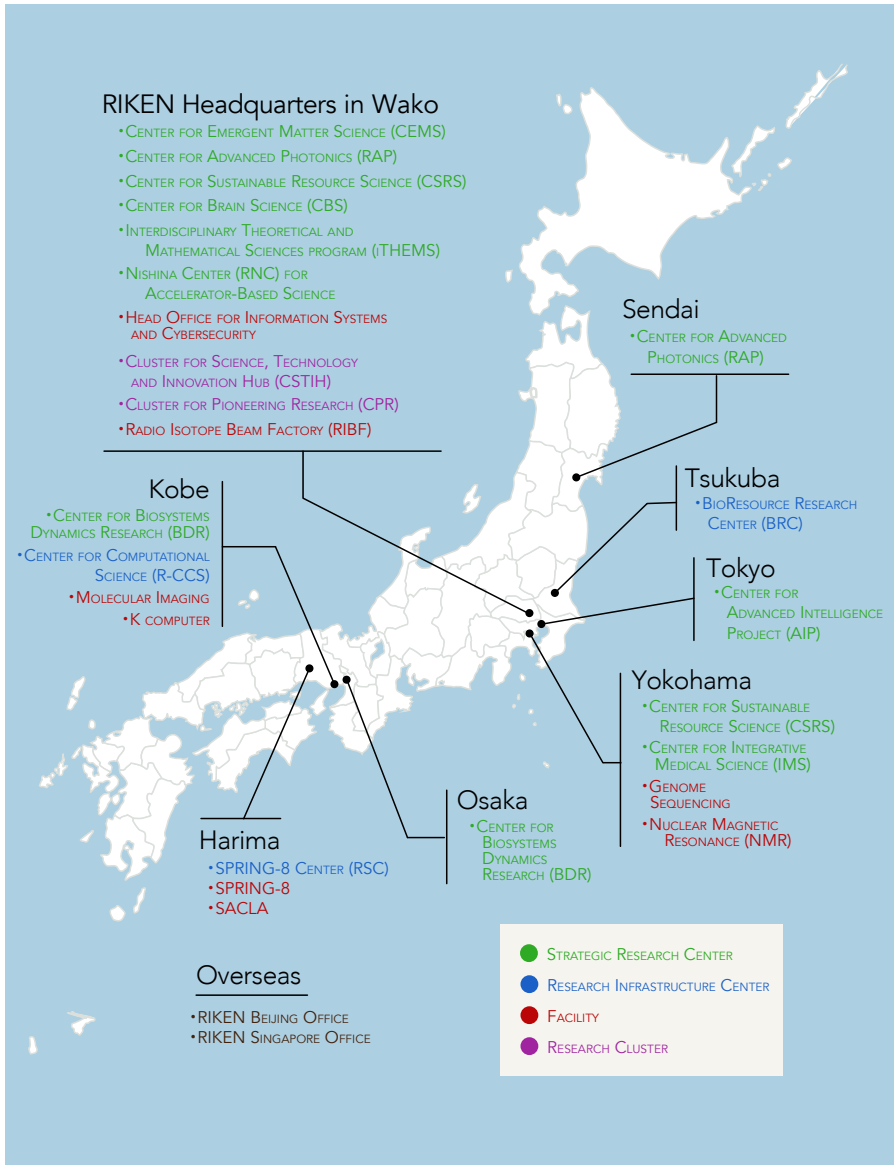 RIKEN Headquarters in Wako
•Center for Emergent Matter Science (CEMS)
•Center for Advanced Photonics (RAP)
•Center for Sustainable Resource Science (CSRS)
•Center for Brain Science (CBS)
•Interdisciplinary Theoretical and
Mathematical Sciences program (iTHEMS)
•Nishina Center (RNC) for
Accelerator-Based Science
•Head Office for Information Systems
and Cybersecurity
•Cluster for Science, Technology
and Innovation Hub (CSTIH)
•Cluster for Pioneering Research (CPR)
•Radio Isotope Beam Factory (RIBF)
Sendai
•Center for Advanced
Photonics (RAP)
Kobe
•Center for Biosystems
Dynamics Research (BDR)
•Center for Computational
Science (R-CCS)
•Molecular Imaging
•K computer
Tsukuba
•BioResource Research
Center (BRC)
Tokyo
•Center for
Advanced Intelligence
Project (AIP)
Yokohama
•Center for Sustainable
Resource Science (CSRS)
•Center for Integrative
Medical Science (IMS)
•Genome
Sequencing
•Nuclear Magnetic
Resonance (NMR)
Osaka
•Center for
Biosystems
Dynamics
Research (BDR)
Harima
•SPRING-8 Center (RSC)
•SPRING-8
•SACLA
Overseas
•RIKEN Beijing Office
•RIKEN Singapore Office
Strategic Research Center
Research Infrastructure Center
Facility
Research Cluster